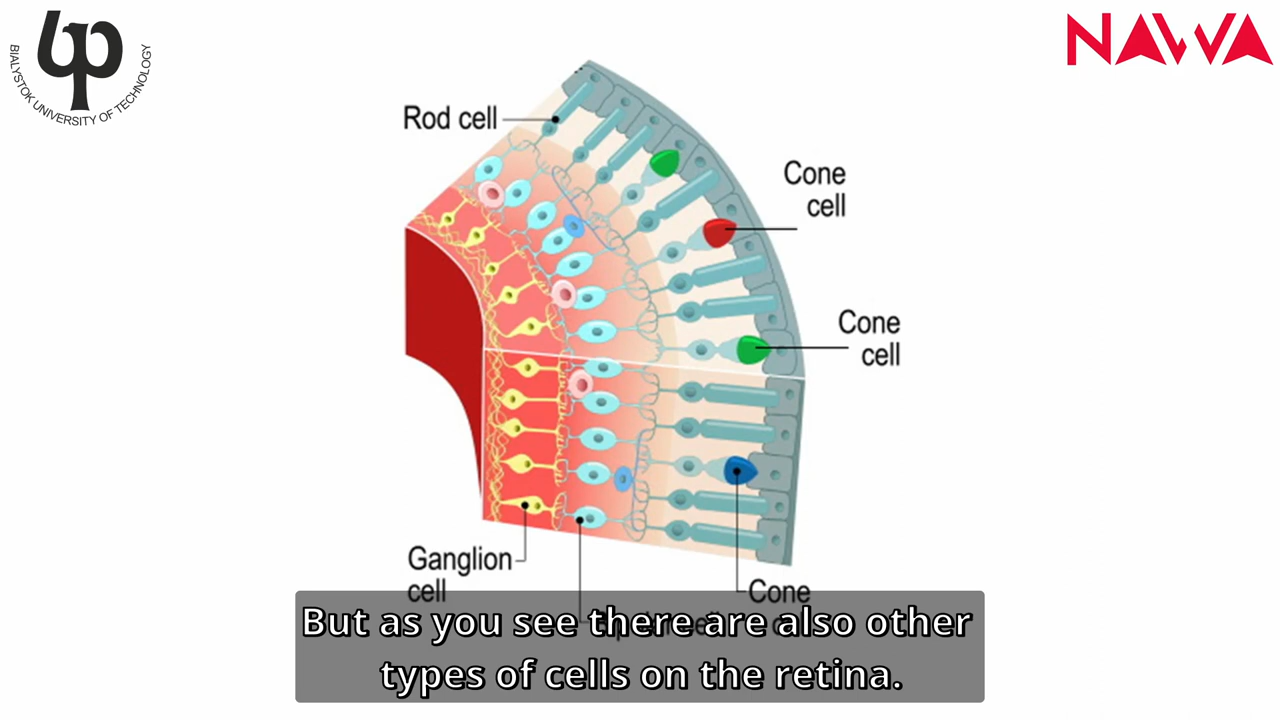 BIALYSTOK UNIVERSITY OF TECHNOLOGY
NAWA
Rod cell
Cone
cell
Cone
cell
Ganglion
cell
Cone
But as you see there are also other
types of cells on the retina.